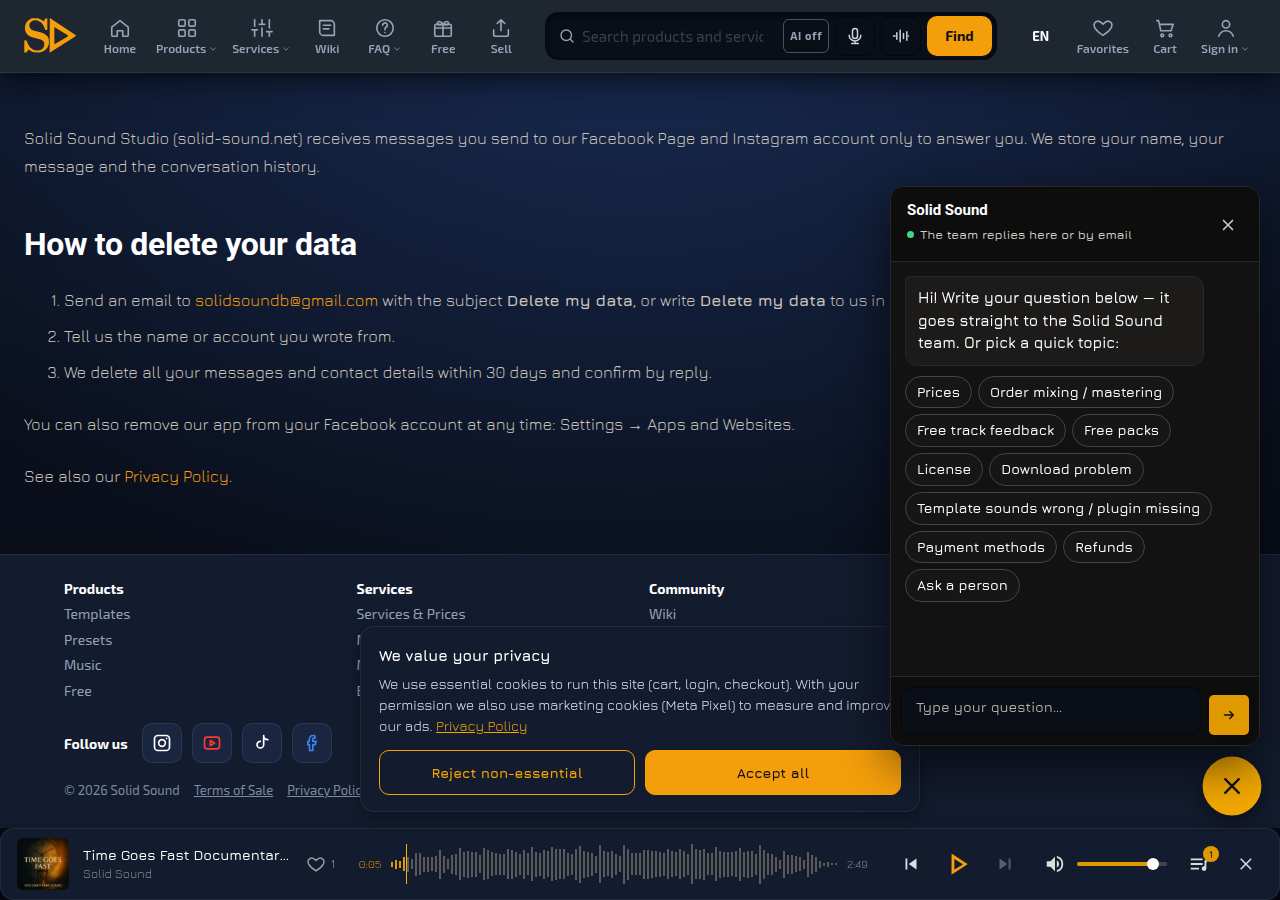 SD
Home
Products
Services
Wiki
FAQ
Free
Sell
Search products and servic
AI off
Find
EN
Favorites
Cart
Sign in
Solid Sound Studio (solid-sound.net) receives messages you send to our Facebook Page and Instagram account only to answer you. We store your name, your
message and the conversation history.
How to delete your data
1. Send an email to solidsoundb@gmail.com with the subject Delete my data, or write Delete my data to us in
2. Tell us the name or account you wrote from.
3. We delete all your messages and contact details within 30 days and confirm by reply.
You can also remove our app from your Facebook account at any time: Settings → Apps and Websites.
See also our Privacy Policy.
Solid Sound
The team replies here or by email
Hi! Write your question below — it
goes straight to the Solid Sound
team. Or pick a quick topic:
Prices
Order mixing / mastering
Free track feedback
Free packs
License
Download problem
Template sounds wrong / plugin missing
Payment methods
Refunds
Ask a person
Type your question...
Products
Templates
Presets
Music
Free
Services
Services & Prices
Community
Wiki
Follow us
© 2026 Solid Sound
Terms of Sale
Privacy Polic
We value your privacy
We use essential cookies to run this site (cart, login, checkout). With your
permission we also use marketing cookies (Meta Pixel) to measure and improv
our ads. Privacy Policy
Reject non-essential
Accept all
TIME GOES
FAST
Time Goes Fast Documentar...
Solid Sound
1
0:05
2:49
1